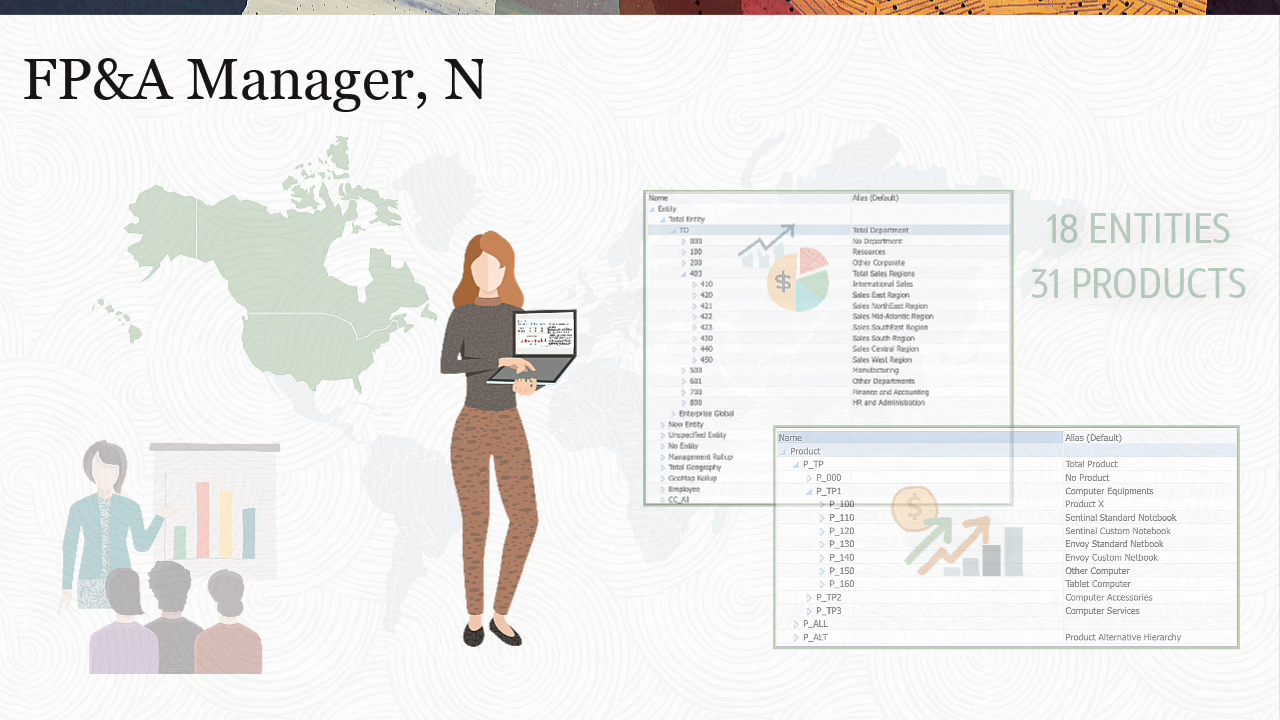 FP&A Manager, N
18 ENTITIES
31 PRODUCTS
Name Alias (Default)
Entity
Total Entity
TD Total Department
000 No Department
100 Resources
200 Other Corporate
403 Total Sales Regions
410 International Sales
420 Sales East Region
421 Sales NorthEast Region
422 Sales Mid-Atlantic Region
423 Sales SouthEast Region
430 Sales South Region
440 Sales Central Region
450 Sales West Region
500 Manufacturing
601 Other Departments
700 Finance and Accounting
800 HR and Administration
Enterprise Global
New Entity
Unspecified Entity
No Entity
Management Rollup
Total Geography
GeoMap Rollup
Employee
CC_All
Name Alias (Default)
Product
P_TP Total Product
P_000 No Product
P_TP1 Computer Equipments
P_100 Product X
P_110 Sentinal Standard Notebook
P_120 Sentinal Custom Notebook
P_130 Envoy Standard Netbook
P_140 Envoy Custom Netbook
P_150 Other Computer
P_160 Tablet Computer
P_TP2 Computer Accessories
P_TP3 Computer Services
P_ALL
P_ALT Product Alternative Hierarchy